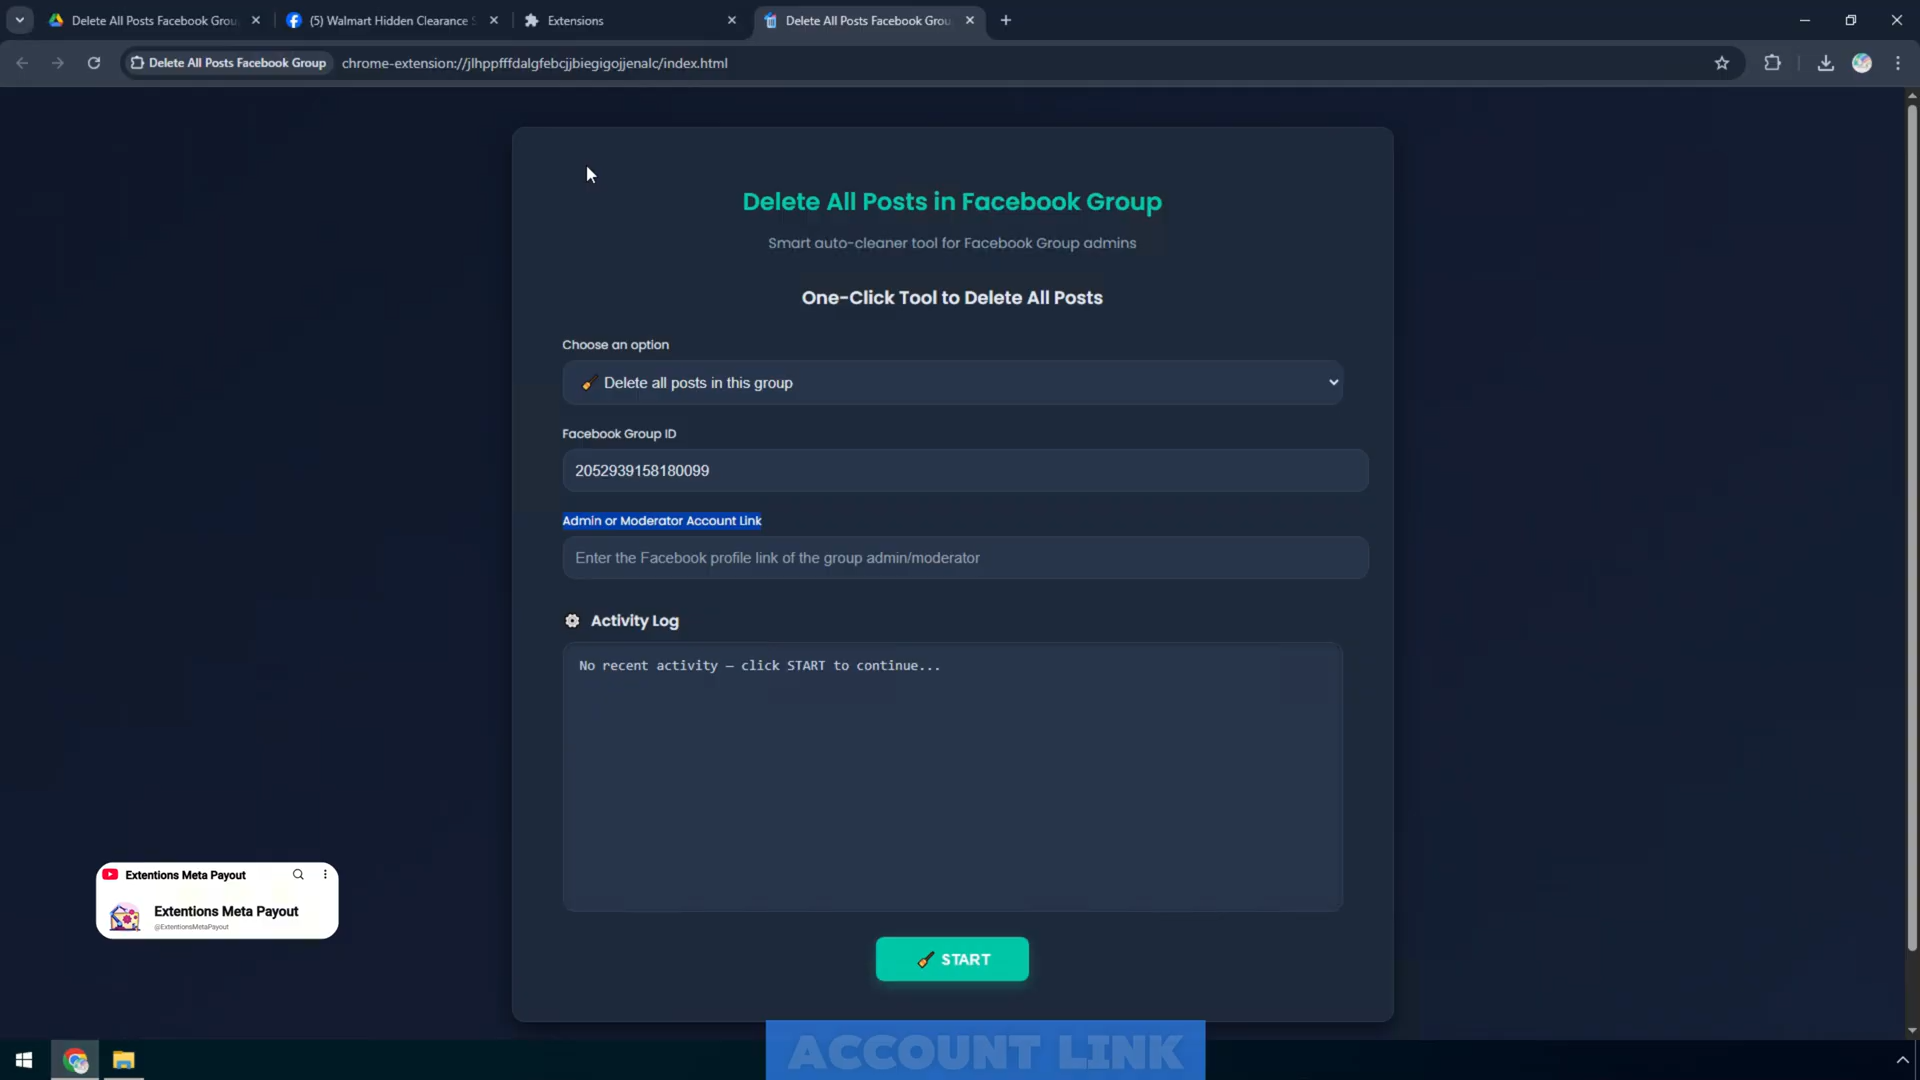 Delete All Posts Facebook Grou
(5) Walmart Hidden Clearance S
Extensions
Delete All Posts Facebook Grou
Delete All Posts Facebook Group
chrome-extension://jlhppfffdalgfebcjjbiegigojjenalc/index.html
Delete All Posts in Facebook Group
Smart auto-cleaner tool for Facebook Group admins
One-Click Tool to Delete All Posts
Choose an option
Delete all posts in this group
Facebook Group ID
2052939158180099
Admin or Moderator Account Link
Enter the Facebook profile link of the group admin/moderator
Activity Log
No recent activity — click START to continue...
START
Extentions Meta Payout
Extentions Meta Payout
@ExtentionsMetaPayout
ACCOUNT LINK